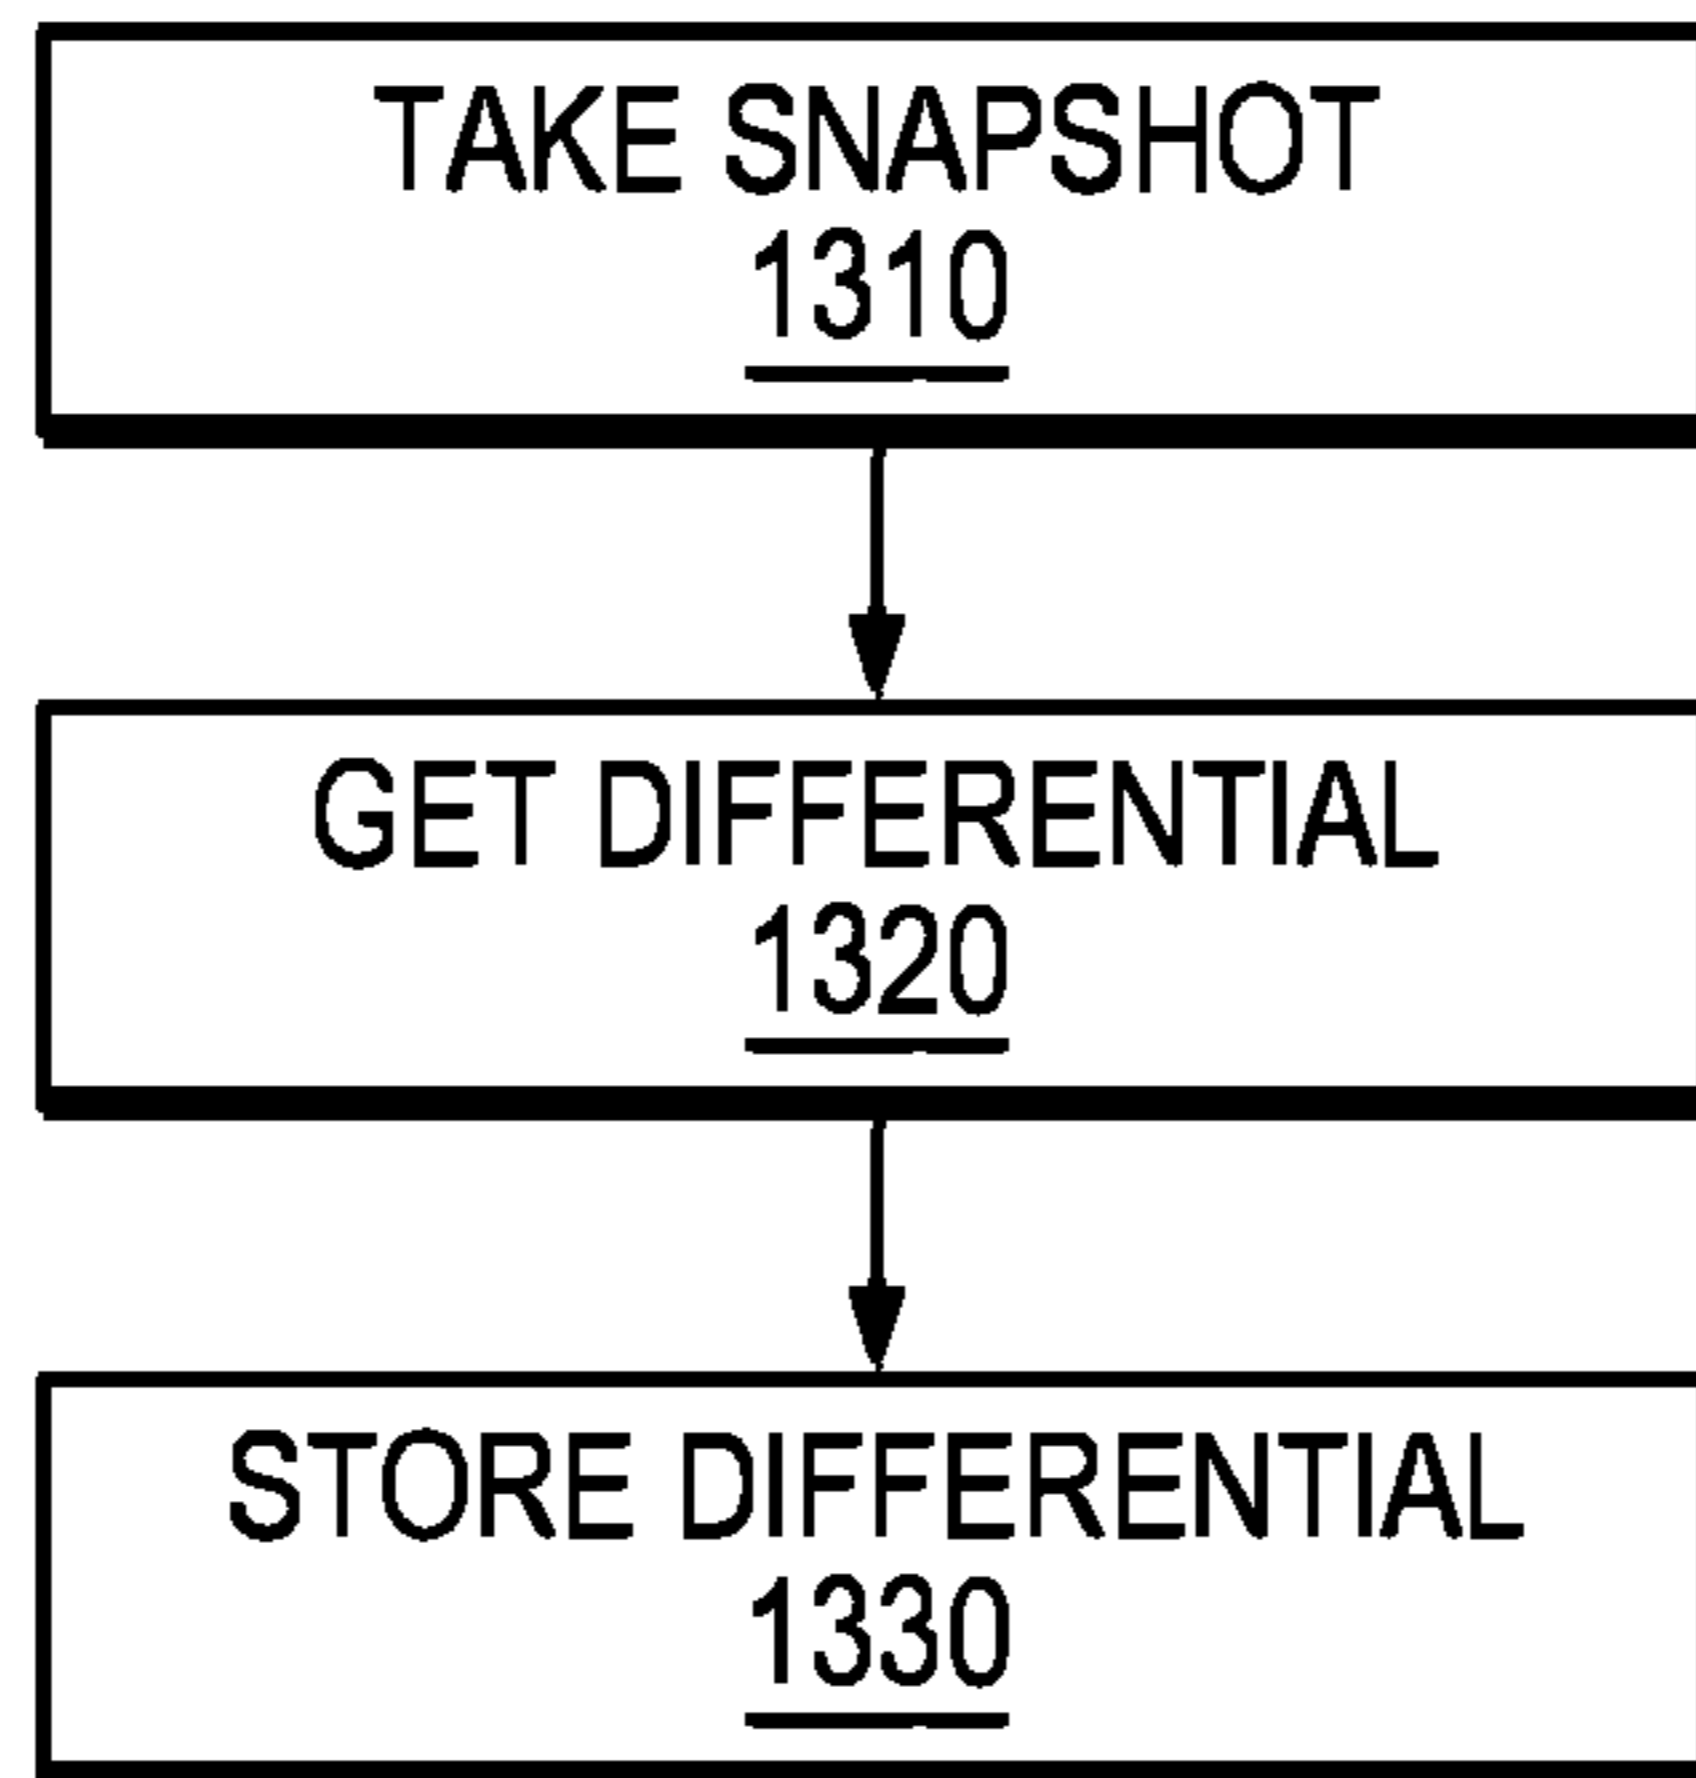 TAKE SNAPSHOT
1310
GET DIFFERENTIAL
1320
STORE DIFFERENTIAL
1330